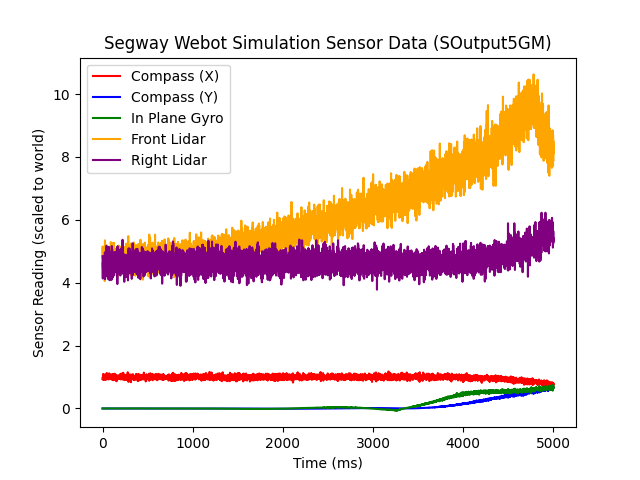 Segway Webot Simulation Sensor Data (SOutput5GM)
Compass (X)
Compass (Y)
In Plane Gyro
Front Lidar
Right Lidar
Sensor Reading (scaled to world)
10
8
6
4
2
0
0 1000 2000 3000 4000 5000
Time (ms)